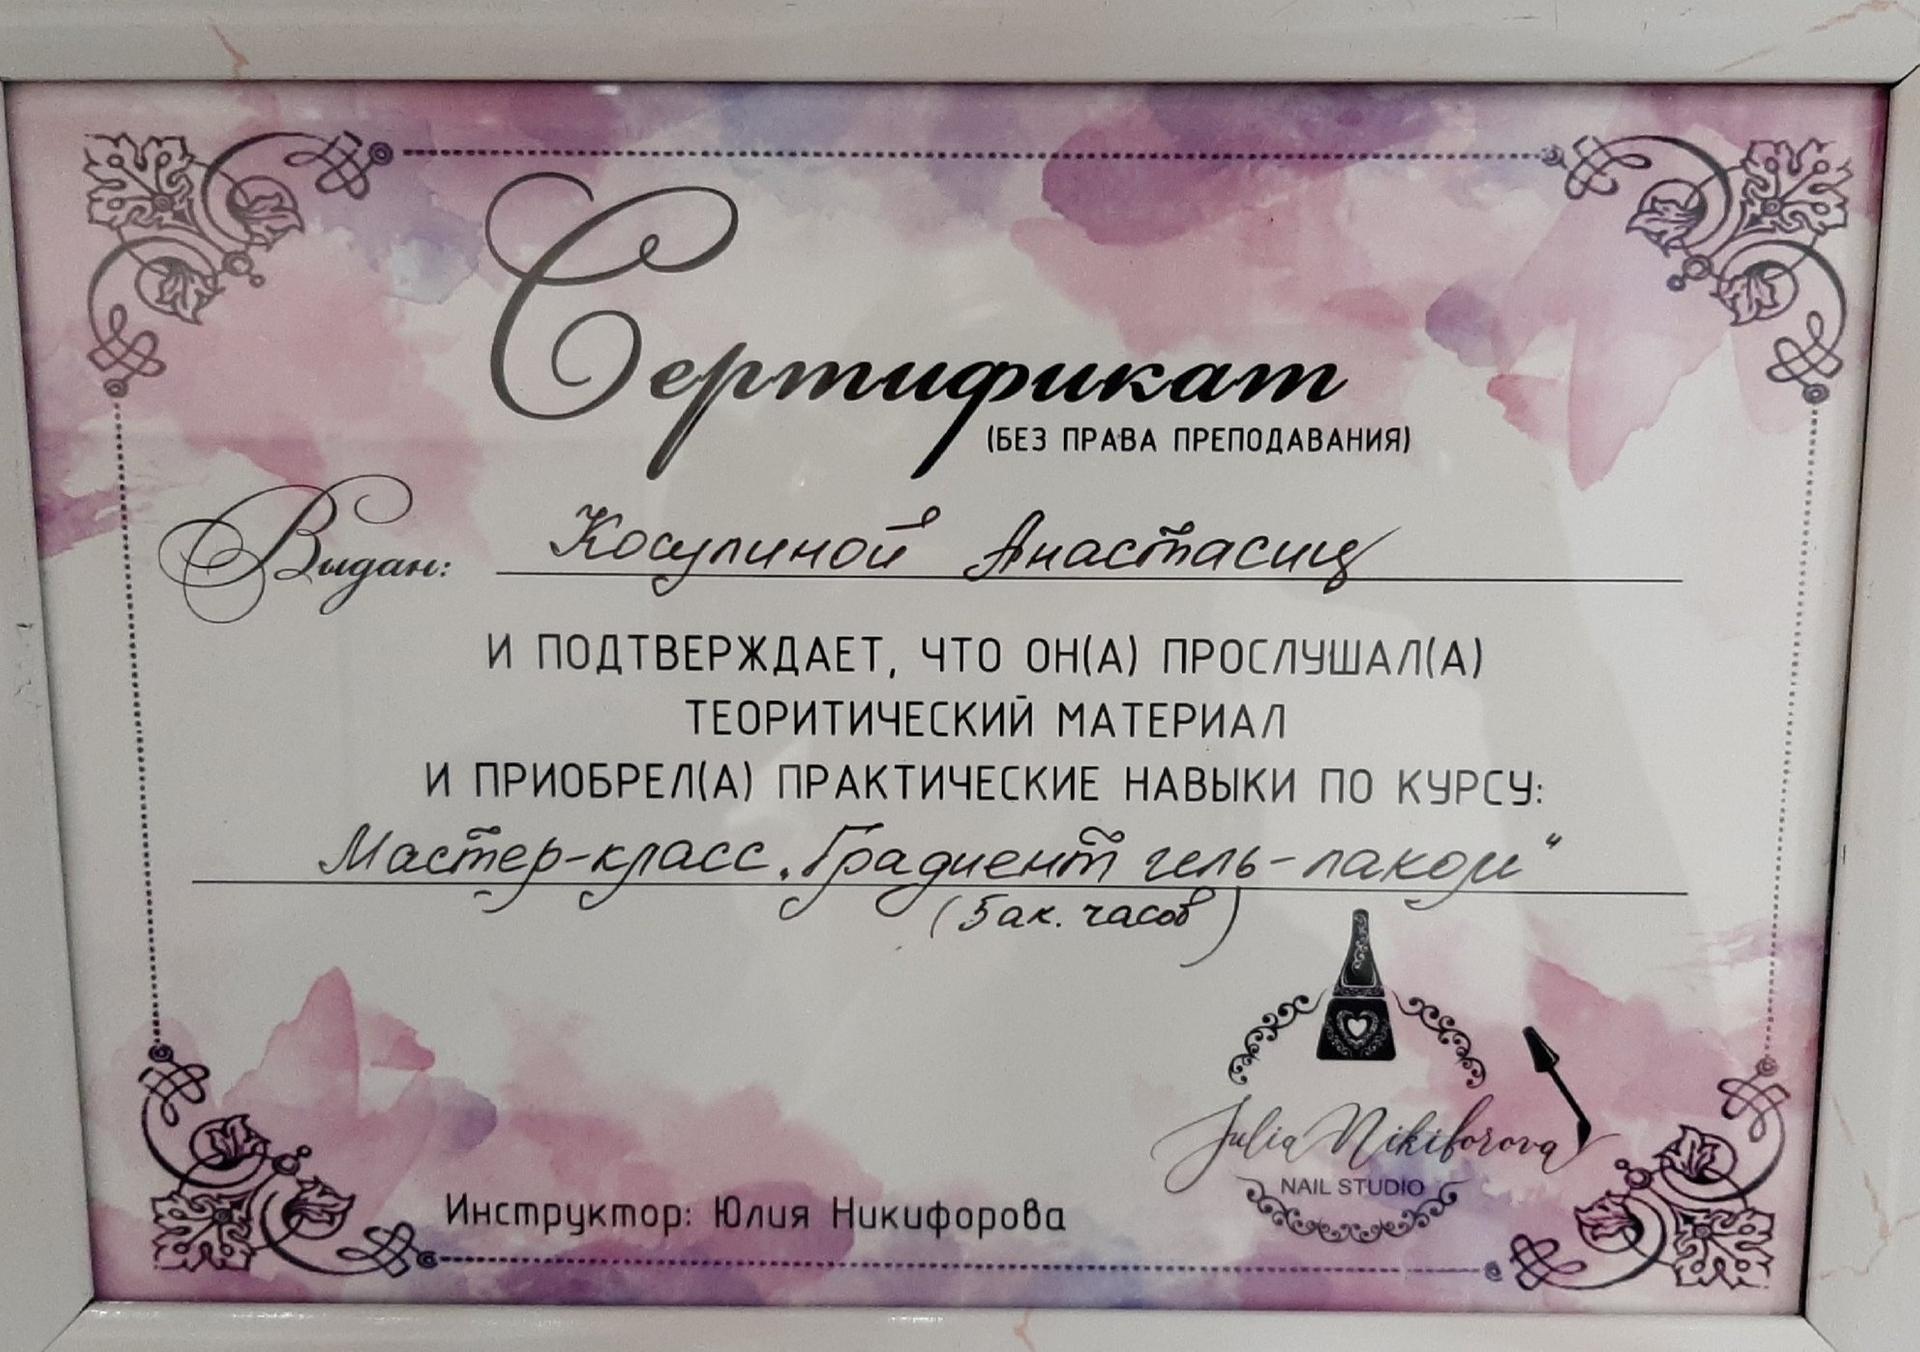 Сертификат
(БЕЗ ПРАВА ПРЕПОДАВАНИЯ)
Выдан: Косулиной Анастасии
И ПОДТВЕРЖДАЕТ, ЧТО ОН(А) ПРОСЛУШАЛ(А)
ТЕОРИТИЧЕСКИЙ МАТЕРИАЛ
И ПРИОБРЕЛ(А) ПРАКТИЧЕСКИЕ НАВЫКИ ПО КУРСУ:
Мастер-класс „Градиент гель-лаком“
(5 ак. часов)
Julia Nikiforova
NAIL STUDIO
Инструктор: Юлия Никифорова